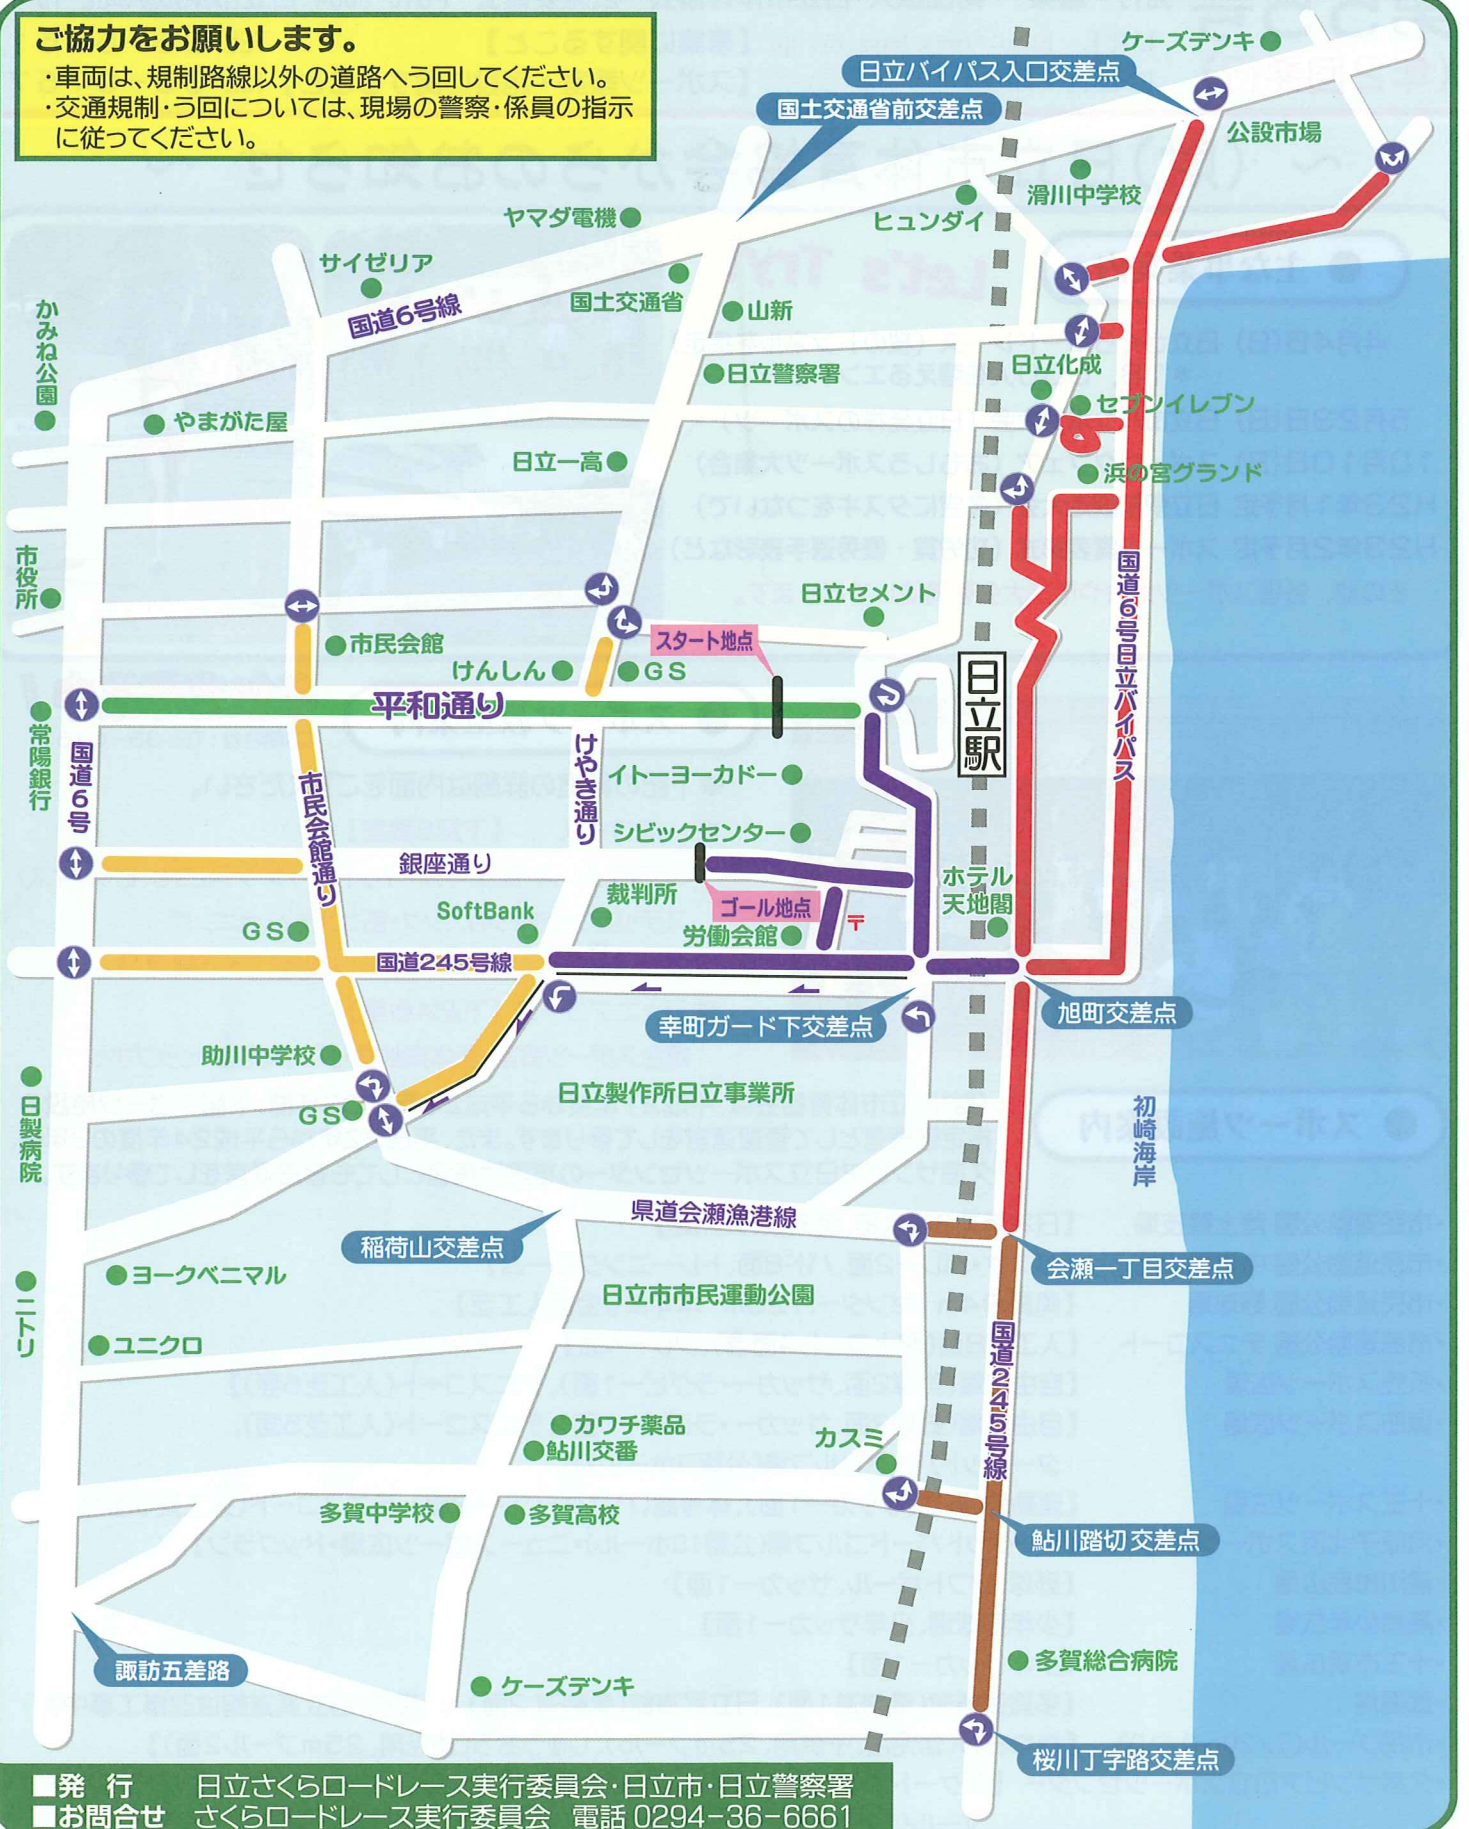 ご協力をお願いします。
・車両は、規制路線以外の道路へう回してください。
・交通規制・う回については、現場の警察・係員の指示
に従ってください。
ケーズデンキ
日立バイパス入口交差点
国土交通省前交差点
公設市場
滑川中学校
ヒュンダイ
ヤマダ電機
サイゼリア
国土交通省
国道6号線
山新
かみね公園
日立化成
日立警察署
セブンイレブン
やまがた屋
日立一高
浜の宮グランド
市役所
国道6号日立バイパス
日立セメント
スタート地点
市民会館
けんしん
GS
日立駅
平和通り
常陽銀行
国道6号
けやき通り
イトーヨーカドー
市民会館通り
シビックセンター
銀座通り
ホテル
天地閣
裁判所
ゴール地点
〒
SoftBank
労働会館
GS
国道245号線
旭町交差点
幸町ガード下交差点
助川中学校
日立製作所日立事業所
GS
日製病院
初崎海岸
県道会瀬漁港線
稲荷山交差点
会瀬一丁目交差点
ヨークベニマル
日立市市民運動公園
ニトリ
ユニクロ
国道245号線
カワチ薬品
鮎川交番
カスミ
多賀中学校
多賀高校
鮎川踏切交差点
諏訪五差路
多賀総合病院
ケーズデンキ
桜川丁字路交差点
■発 行 日立さくらロードレース実行委員会・日立市・日立警察署
■お問合せ さくらロードレース実行委員会 電話 0294-36-6661